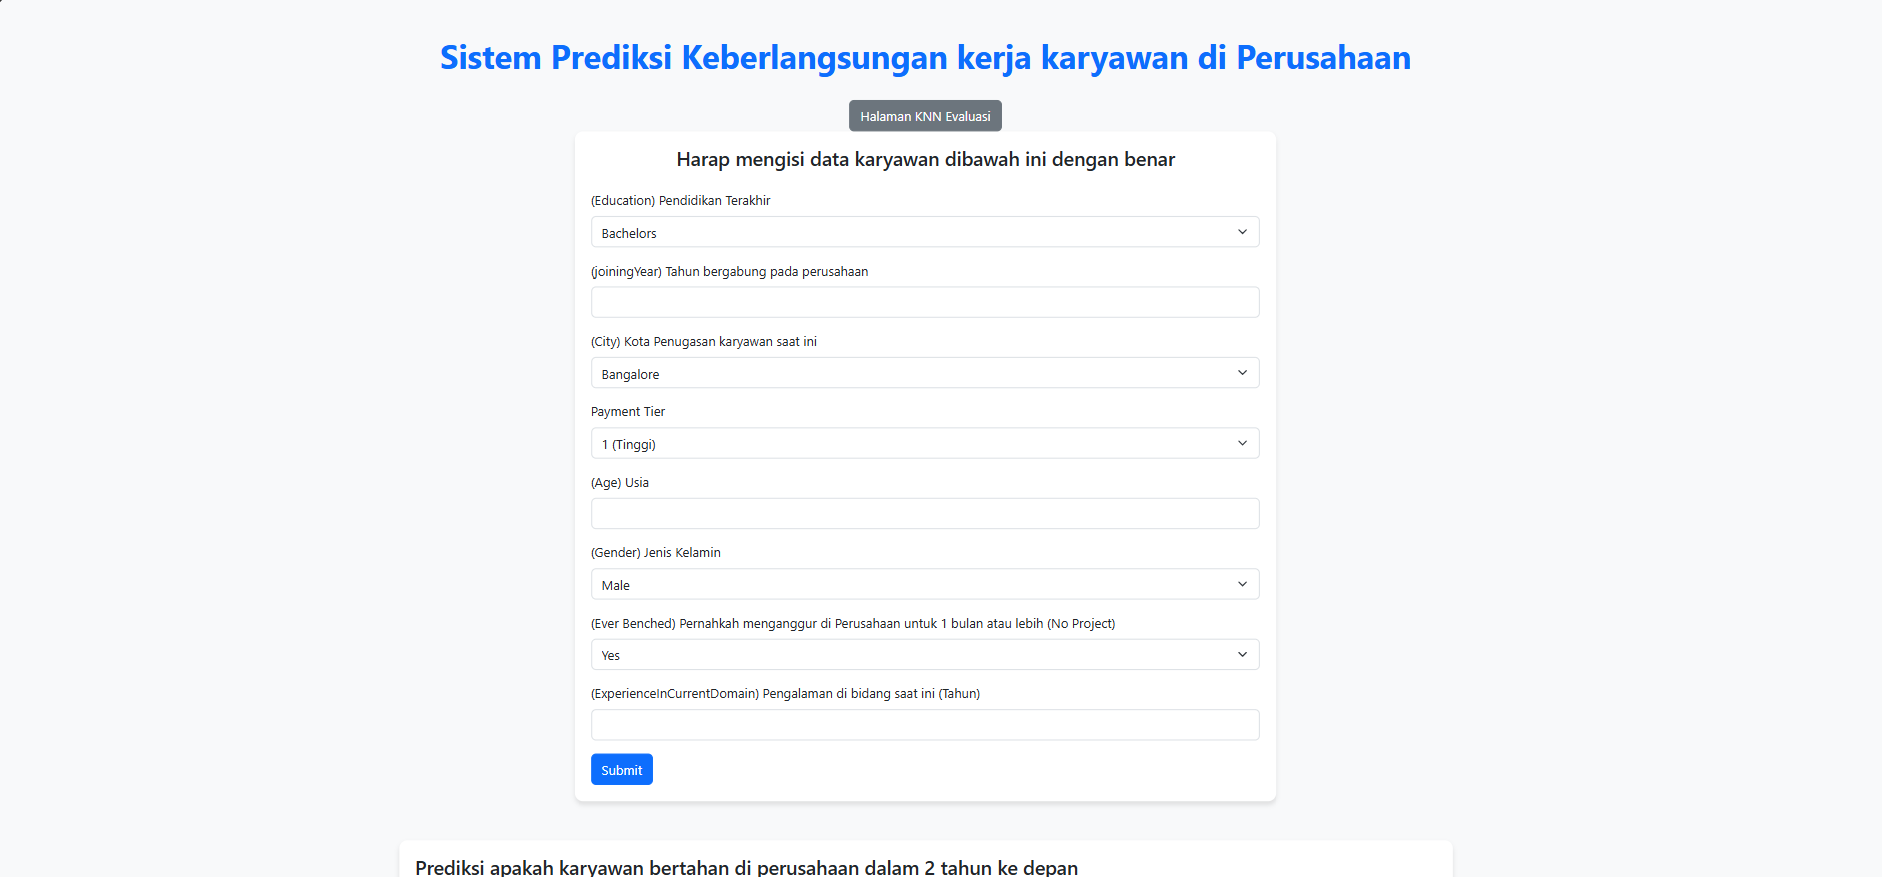 Sistem Prediksi Keberlangsungan kerja karyawan di Perusahaan
Halaman KNN Evaluasi
Harap mengisi data karyawan dibawah ini dengan benar
(Education) Pendidikan Terakhir
Bachelors
(joiningYear) Tahun bergabung pada perusahaan
(City) Kota Penugasan karyawan saat ini
Bangalore
Payment Tier
1 (Tinggi)
(Age) Usia
(Gender) Jenis Kelamin
Male
(Ever Benched) Pernahkah menganggur di Perusahaan untuk 1 bulan atau lebih (No Project)
Yes
(ExperienceInCurrentDomain) Pengalaman di bidang saat ini (Tahun)
Submit
Prediksi apakah karyawan bertahan di perusahaan dalam 2 tahun ke depan